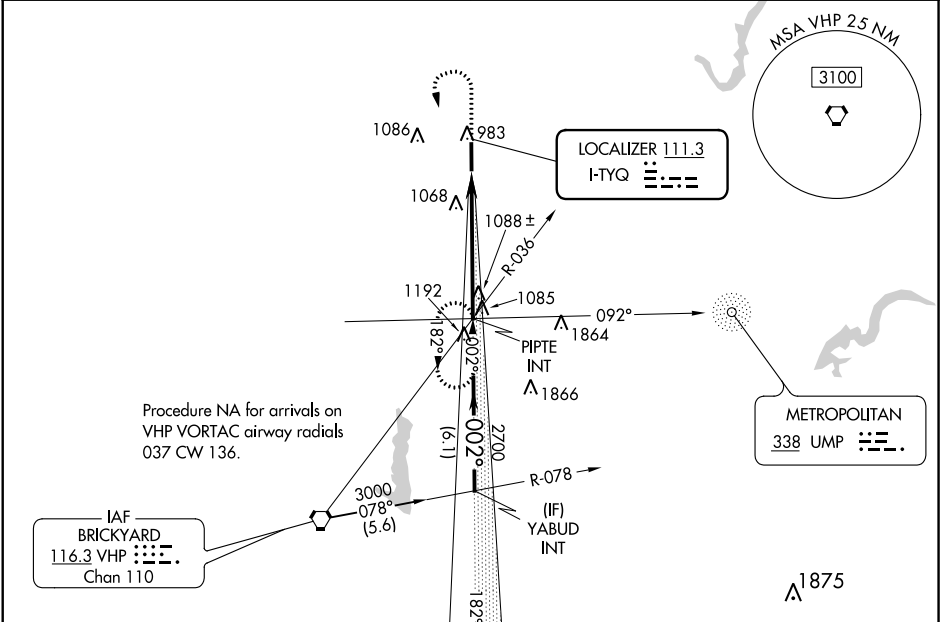 MSA VHP 25 NM
3100
1086
983
LOCALIZER 111.3
I-TYQ
1068
1088 ±
R-036
1192
1085
092°
1864
182°
002°
PIPTE
INT
1866
Procedure NA for arrivals on
VHP VORTAC airway radials
037 CW 136.
METROPOLITAN
338 UMP
002°
(6.1)
2700
R-078
3000
078°
(5.6)
(IF)
YABUD
INT
IAF
BRICKYARD
116.3 VHP
Chan 110
1875
182°